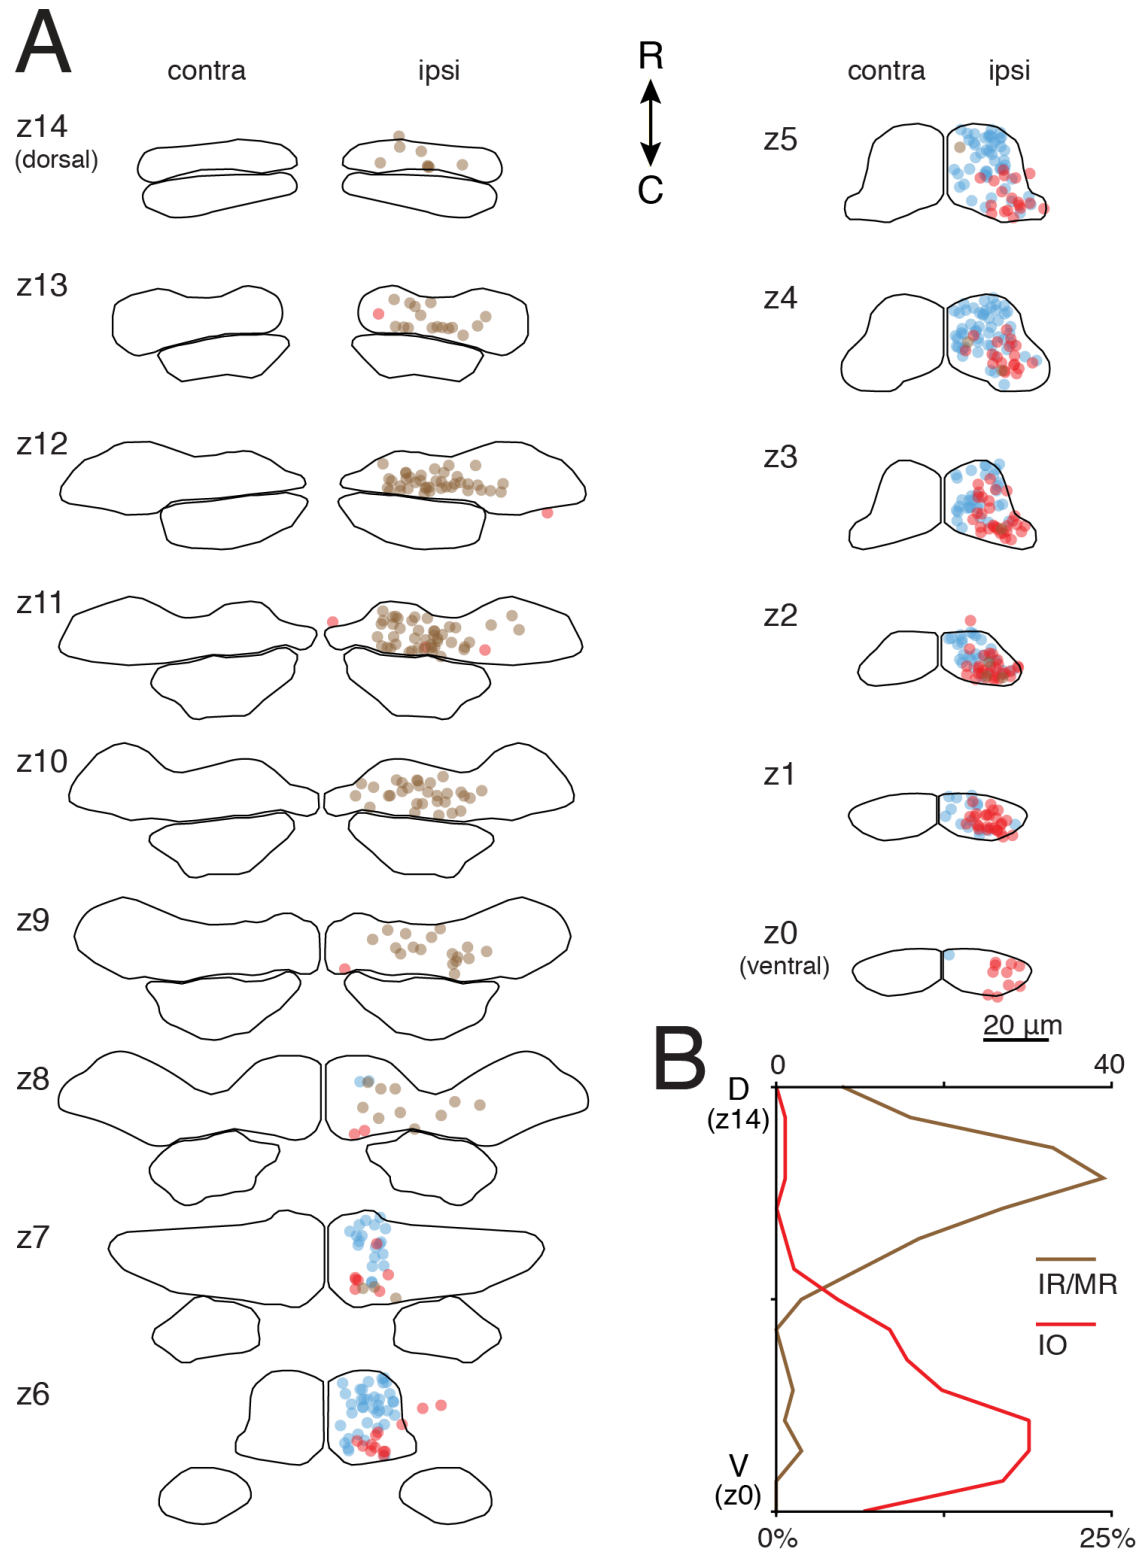 A
contra ipsi
z14
(dorsal)
z13
z12
z11
z10
z9
z8
z7
z6
R
C
contra ipsi
z5
z4
z3
z2
z1
z0
(ventral)
20 µm
B
0 40
D
(z14)
IR/MR
IO
V
(z0)
0% 25%